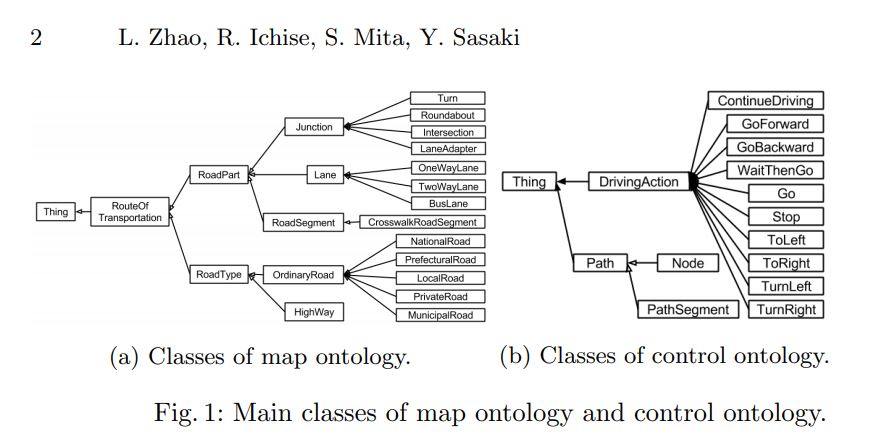 2 L. Zhao, R. Ichise, S. Mita, Y. Sasaki
Thing
RouteOf
Transportation
RoadPart
RoadType
Junction
Lane
RoadSegment
OrdinaryRoad
HighWay
Turn
Roundabout
Intersection
LaneAdapter
OneWayLane
TwoWayLane
BusLane
CrosswalkRoadSegment
NationalRoad
PrefecturalRoad
LocalRoad
PrivateRoad
MunicipalRoad
(a) Classes of map ontology.
Thing
DrivingAction
Path
Node
PathSegment
ContinueDriving
GoForward
GoBackward
WaitThenGo
Go
Stop
ToLeft
ToRight
TurnLeft
TurnRight
(b) Classes of control ontology.
Fig. 1: Main classes of map ontology and control ontology.